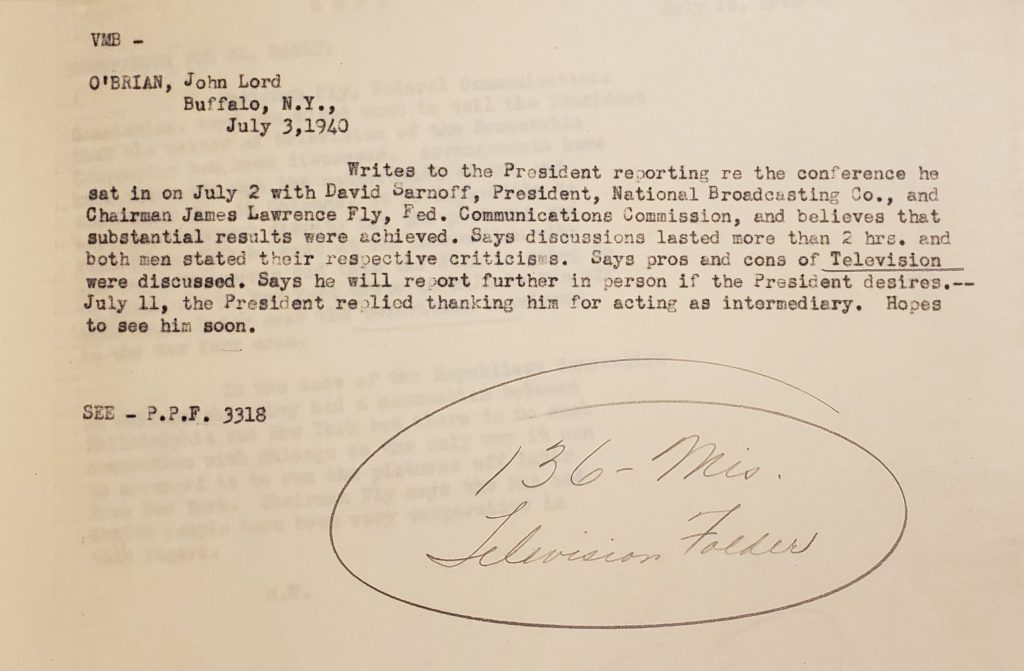 VMB -
O'BRIAN, John Lord
Buffalo, N.Y.,
July 3,1940
Writes to the President reporting re the conference he
sat in on July 2 with David Sarnoff, President, National Broadcasting Co., and
Chairman James Lawrence Fly, Fed. Communications Commission, and believes that
substantial results were achieved. Says discussions lasted more than 2 hrs. and
both men stated their respective criticisms. Says pros and cons of Television
were discussed. Says he will report further in person if the President desires.--
July 11, the President replied thanking him for acting as intermediary. Hopes
to see him soon.
SEE - P.P.F. 3318
136- Mis.
Television Folder